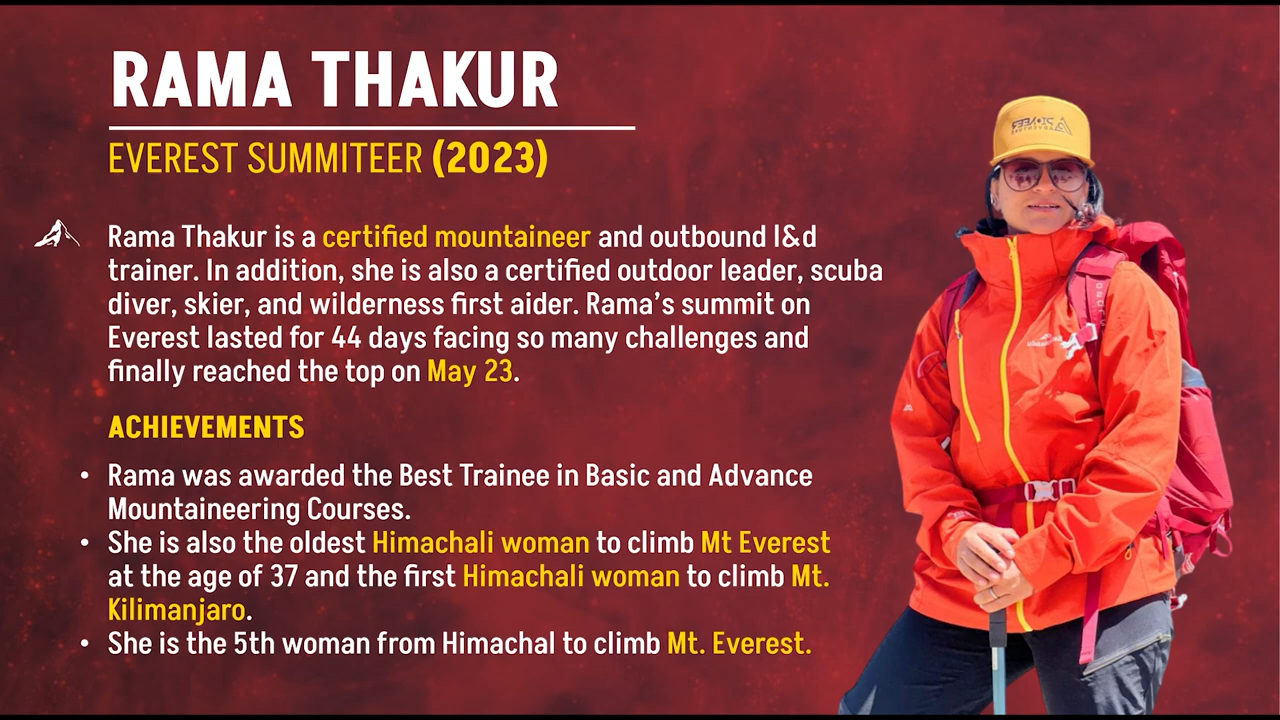 RAMA THAKUR
EVEREST SUMMITEER (2023)
Rama Thakur is a certified mountaineer and outbound l&d
trainer. In addition, she is also a certified outdoor leader, scuba
diver, skier, and wilderness first aider. Rama's summit on
Everest lasted for 44 days facing so many challenges and
finally reached the top on May 23.
ACHIEVEMENTS
• Rama was awarded the Best Trainee in Basic and Advance
Mountaineering Courses.
• She is also the oldest Himachali woman to climb Mt Everest
at the age of 37 and the first Himachali woman to climb Mt.
Kilimanjaro.
• She is the 5th woman from Himachal to climb Mt. Everest.
PIONEER
ADVENTURE